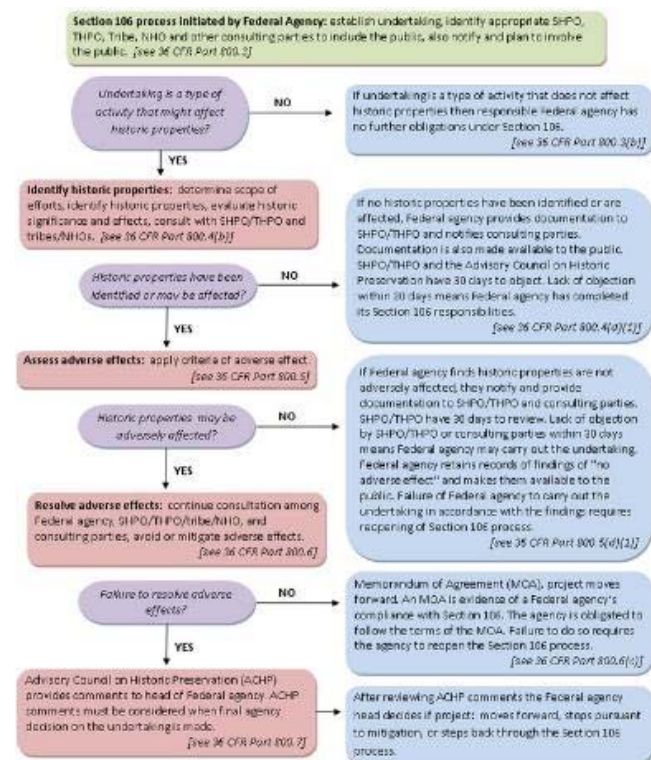 Section 106 process initiated by Federal Agency: establish undertaking, identify appropriate SHPO,
THPO, Tribe, NHO and other consulting parties to include the public, also notify and plan to involve
the public. [see 36 CFR Part 800.3]
Undertaking is a type of
activity that might affect
historic properties?
NO
If undertaking is a type of activity that does not affect
historic properties then responsible Federal agency has
no further obligations under Section 106.
[see 36 CFR Part 800.3(b)]
YES
Identify historic properties: determine scope of
efforts, identify historic properties, evaluate historic
significance and effects, consult with SHPO/THPO and
tribes/NHOs. [see 36 CFR Part 800.4(b)]
If no historic properties have been identified or are
affected, Federal agency provides documentation to
SHPO/THPO and notifies consulting parties.
Documentation is also made available to the public.
SHPO/THPO and the Advisory Council on Historic
Preservation have 30 days to object. Lack of objection
within 30 days means Federal agency has completed
its Section 106 responsibilities.
[see 36 CFR Part 800.4(d)(1)]
Historic properties have been
identified or may be affected?
NO
YES
Assess adverse effects: apply criteria of adverse effect.
[see 36 CFR Part 800.5]
If Federal agency finds historic properties are not
adversely affected, they notify and provide
documentation to SHPO/THPO and consulting parties.
SHPO/THPO have 30 days to review. Lack of objection
by SHPO/THPO or consulting parties within 30 days
means Federal agency may carry out the undertaking.
Federal agency retains records of findings of "no
adverse effect" and makes them available to the
public. Failure of Federal agency to carry out the
undertaking in accordance with the findings requires
reopening of Section 106 process.
[see 36 CFR Part 800.5(d)(1)]
Historic properties may be
adversely affected?
NO
YES
Resolve adverse effects: continue consultation among
Federal agency, SHPO/THPO/tribe/NHO, and
consulting parties, avoid or mitigate adverse effects.
[see 36 CFR Part 800.6]
Failure to resolve adverse
effects?
NO
Memorandum of Agreement (MOA), project moves
forward. An MOA is evidence of a Federal agency's
compliance with Section 106. The agency is obligated to
follow the terms of the MOA. Failure to do so requires
the agency to reopen the Section 106 process.
[see 36 CFR Part 800.6(c)]
YES
Advisory Council on Historic Preservation (ACHP)
provides comments to head of Federal agency. ACHP
comments must be considered when final agency
decision on the undertaking is made.
[see 36 CFR Part 800.7]
After reviewing ACHP comments the Federal agency
head decides if project: moves forward, stops pursuant
to mitigation, or steps back through the Section 106
process.